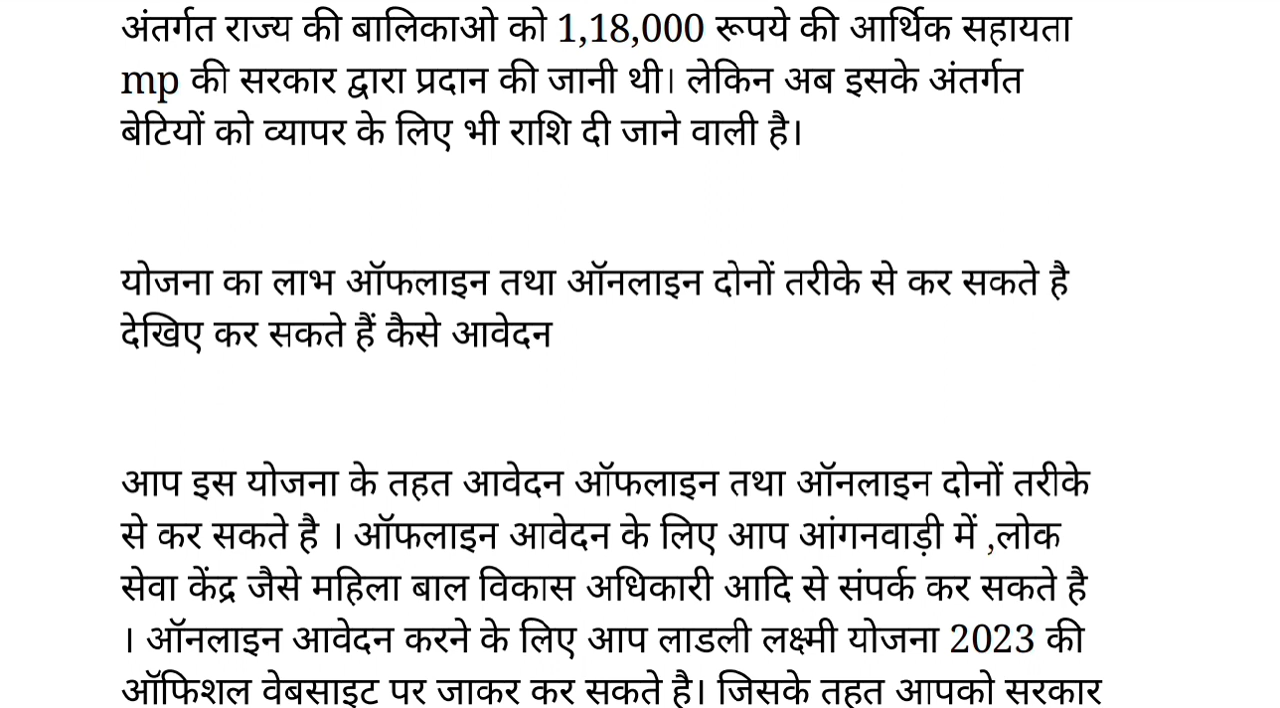 अंतर्गत राज्य की बालिकाओ को 1,18,000 रूपये की आर्थिक सहायता
mp की सरकार द्वारा प्रदान की जानी थी। लेकिन अब इसके अंतर्गत
बेटियों को व्यापर के लिए भी राशि दी जाने वाली है।
योजना का लाभ ऑफलाइन तथा ऑनलाइन दोनों तरीके से कर सकते है
देखिए कर सकते हैं कैसे आवेदन
आप इस योजना के तहत आवेदन ऑफलाइन तथा ऑनलाइन दोनों तरीके
से कर सकते है । ऑफलाइन आवेदन के लिए आप आंगनवाड़ी में ,लोक
सेवा केंद्र जैसे महिला बाल विकास अधिकारी आदि से संपर्क कर सकते है
। ऑनलाइन आवेदन करने के लिए आप लाडली लक्ष्मी योजना 2023 की
ऑफिशल वेबसाइट पर जाकर कर सकते है। जिसके तहत आपको सरकार